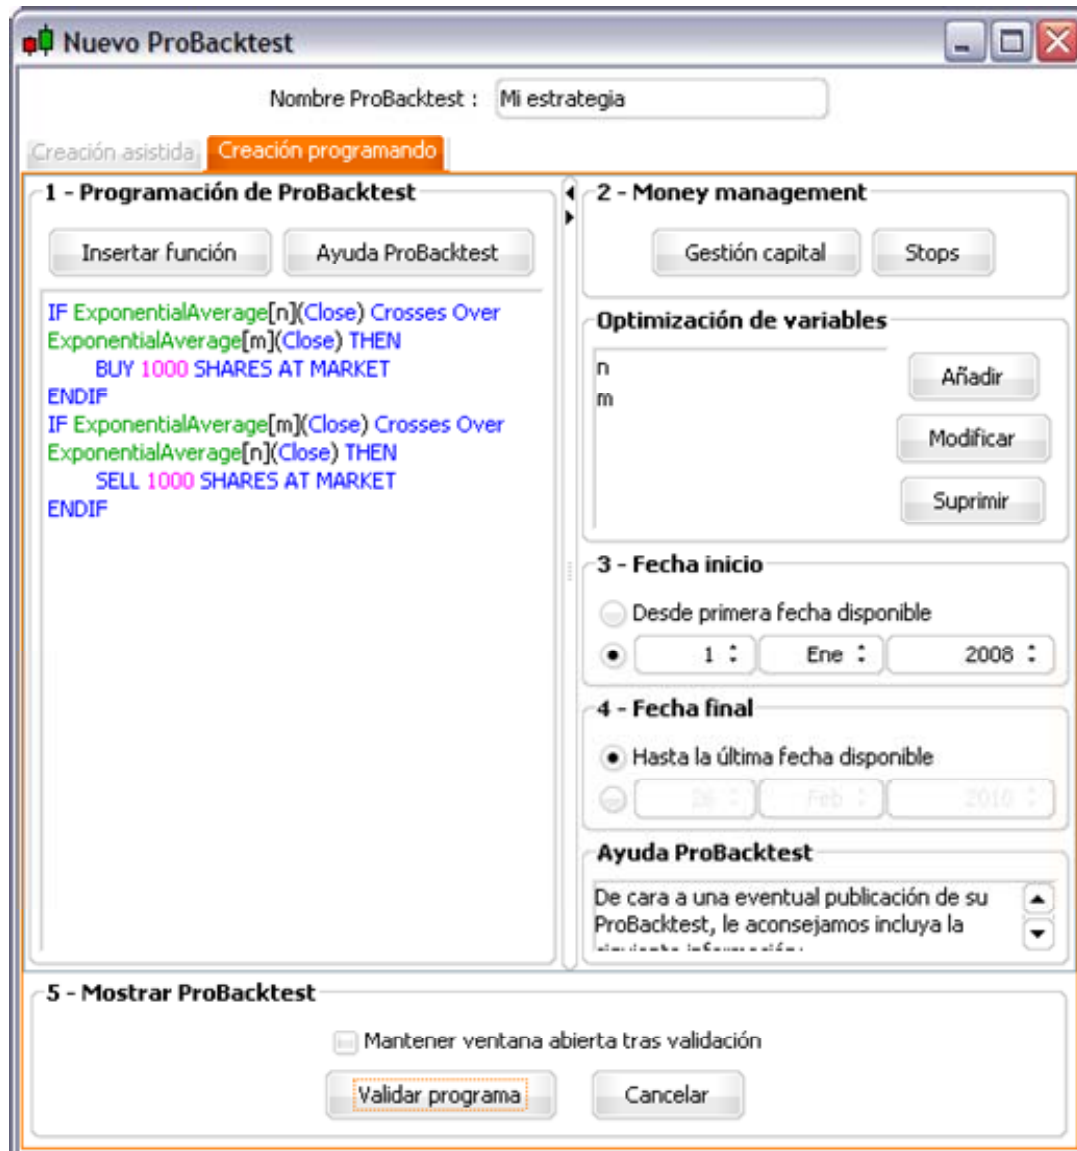 Nuevo ProBacktest
Nombre ProBacktest : Mi estrategia
Creación asistida Creación programando
1 - Programación de ProBacktest
Insertar función Ayuda ProBacktest
IF ExponentialAverage[n](Close) Crosses Over
ExponentialAverage[m](Close) THEN
BUY 1000 SHARES AT MARKET
ENDIF
IF ExponentialAverage[m](Close) Crosses Over
ExponentialAverage[n](Close) THEN
SELL 1000 SHARES AT MARKET
ENDIF
2 - Money management
Gestión capital Stops
Optimización de variables
n
m
Añadir
Modificar
Suprimir
3 - Fecha inicio
Desde primera fecha disponible
1 Ene 2008
4 - Fecha final
Hasta la última fecha disponible
26 Feb 2010
Ayuda ProBacktest
De cara a una eventual publicación de su
ProBacktest, le aconsejamos incluya la
siguiente información:
5 - Mostrar ProBacktest
Mantener ventana abierta tras validación
Validar programa Cancelar